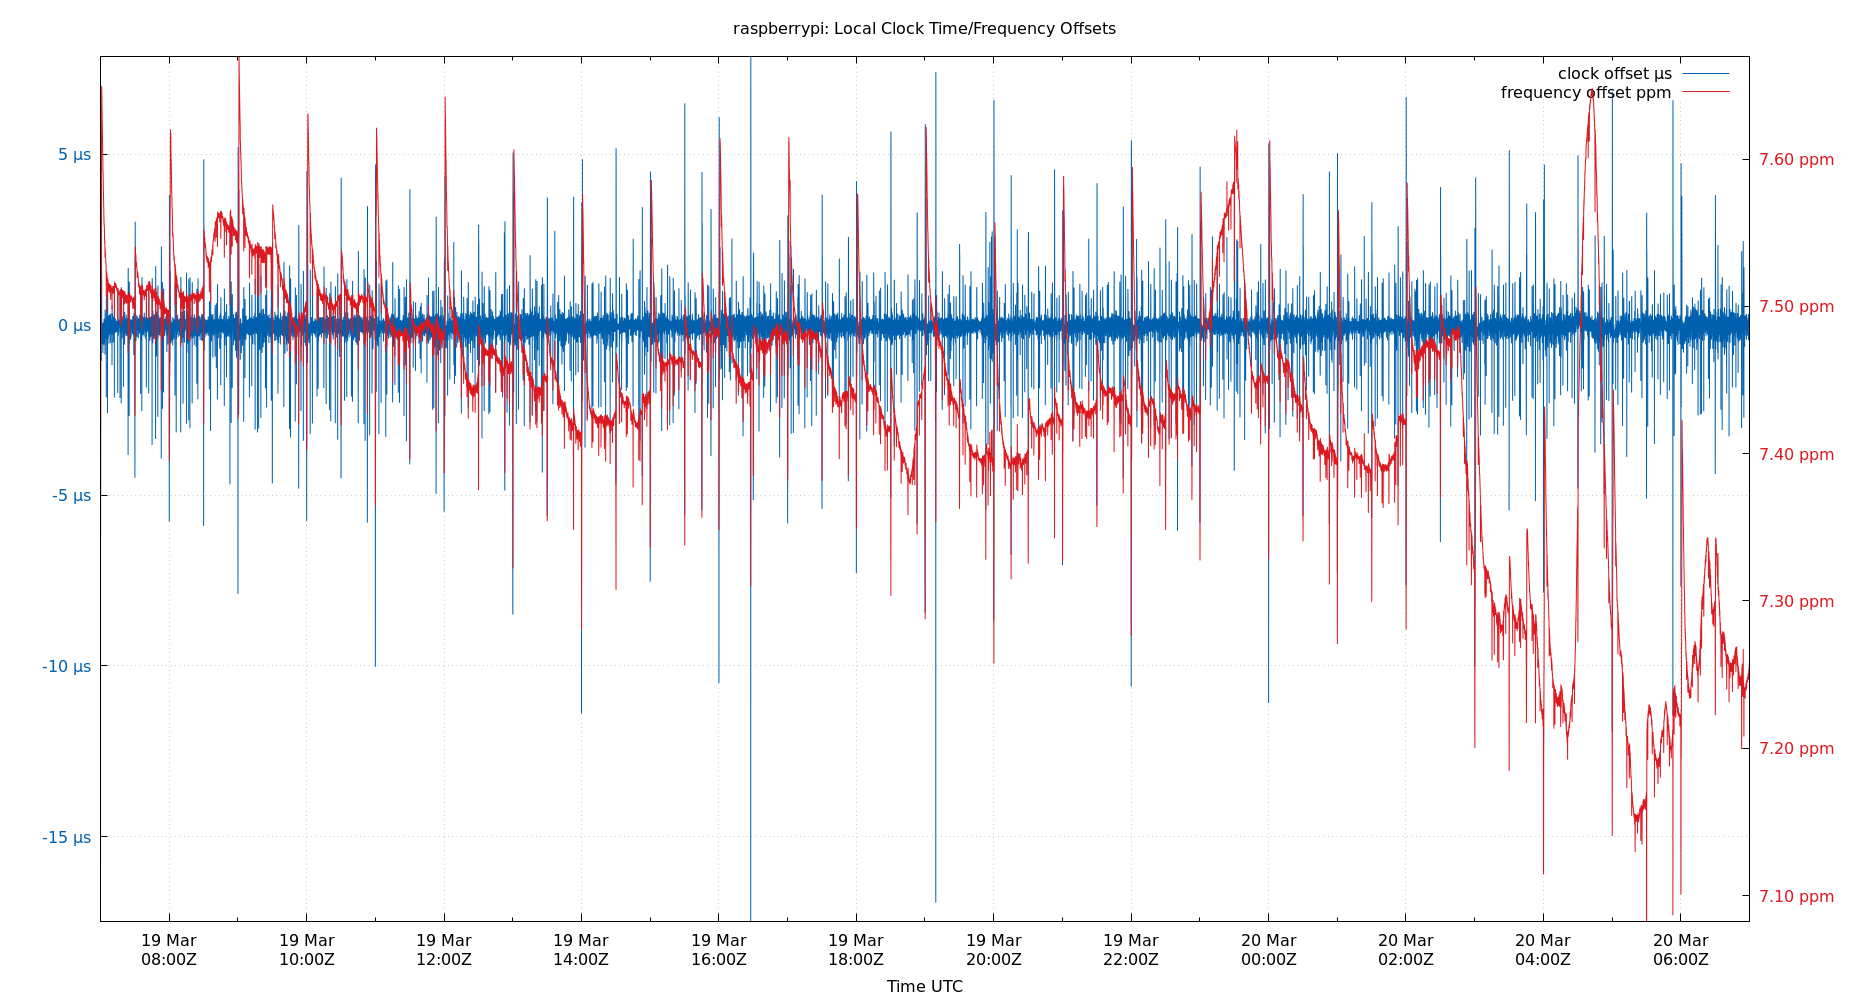 raspberrypi: Local Clock Time/Frequency Offsets
clock offset µs
frequency offset ppm
5 µs
0 µs
-5 µs
-10 µs
-15 µs
7.60 ppm
7.50 ppm
7.40 ppm
7.30 ppm
7.20 ppm
7.10 ppm
19 Mar 19 Mar 19 Mar 19 Mar 19 Mar 19 Mar 19 Mar 19 Mar 20 Mar 20 Mar 20 Mar 20 Mar
08:00Z 10:00Z 12:00Z 14:00Z 16:00Z 18:00Z 20:00Z 22:00Z 00:00Z 02:00Z 04:00Z 06:00Z
Time UTC